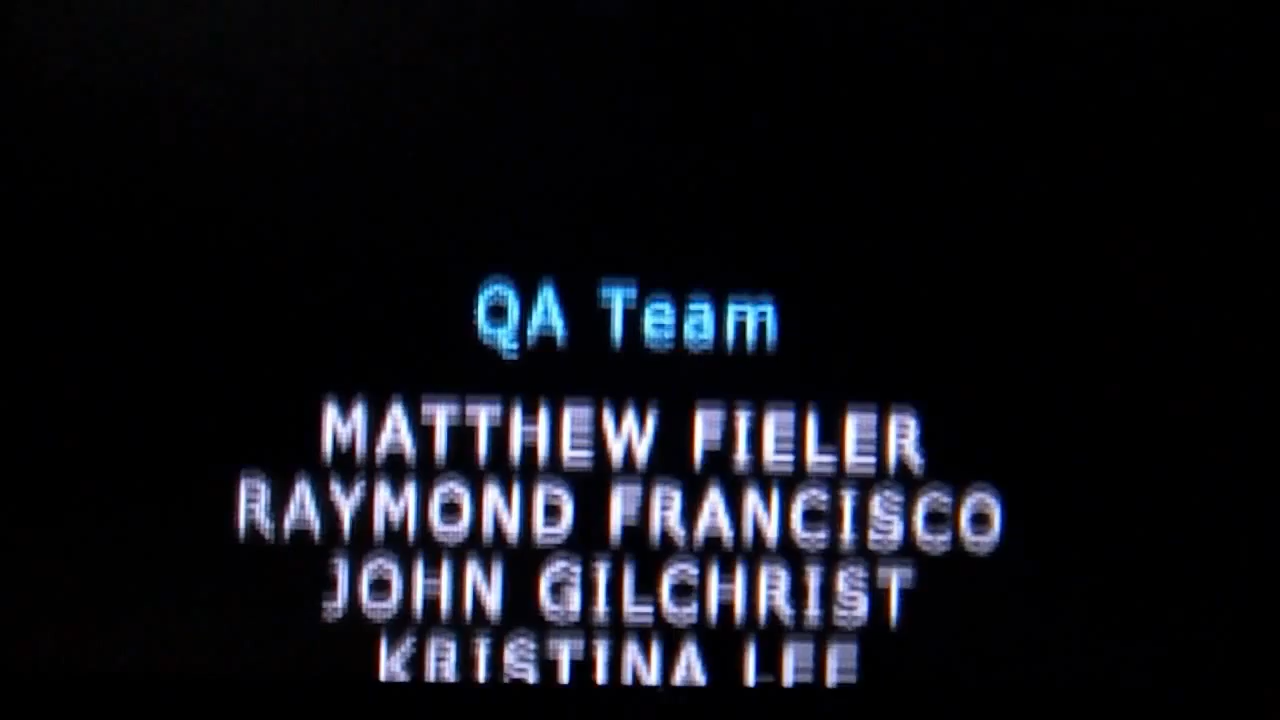 QA Team
MATTHEW FIELER
RAYMOND FRANCISCO
JOHN GILCHRIST
KRISTINA LEE